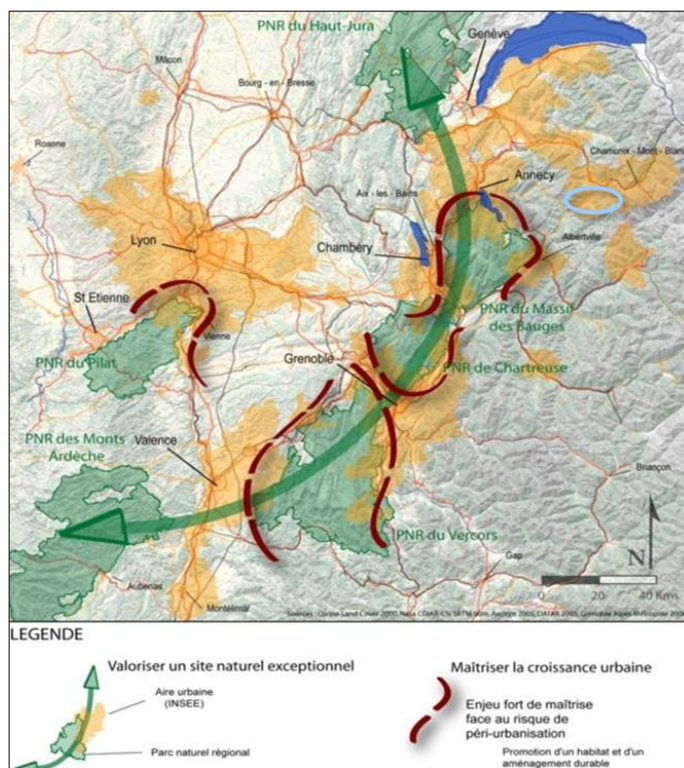 PNR du Haut-Jura
Genève
Mâcon
Bourg - en - Bresse
Roanne
Chamonix - Mont - Blanc
Annecy
Aix - les - Bains
Lyon
Chambéry
Albertville
St Etienne
PNR du Massif
des Bauges
Vienne
PNR du Pilat
Grenoble
PNR de Chartreuse
PNR des Monts
Ardèche
Valence
Briançon
PNR du Vercors
N
Gap
Aubenas
0 20 40 Kms
Montélimar
LEGENDE
Valoriser un site naturel exceptionnel
Aire urbaine
(INSEE)
Parc naturel régional
Maîtriser la croissance urbaine
Enjeu fort de maîtrise
face au risque de
péri-urbanisation
Promotion d'un habitat et d'un
aménagement durable